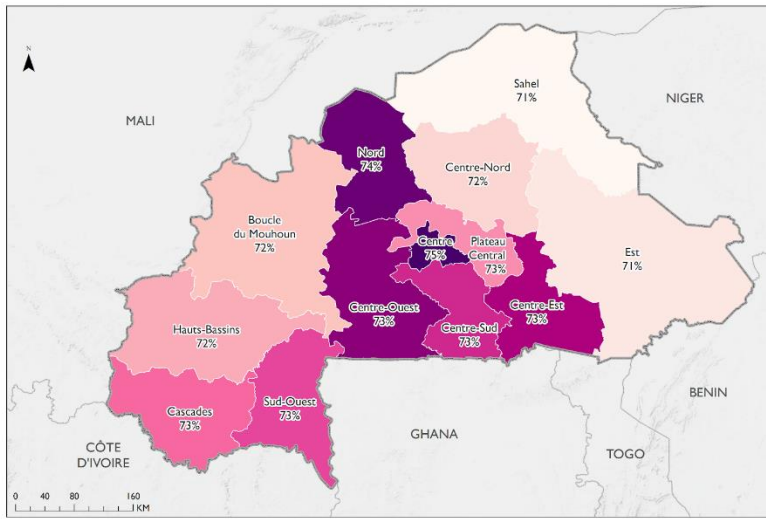 N
MALI
NIGER
Sahel
71%
Nord
74%
Centre-Nord
72%
Boucle
du Mouhoun
72%
Centre
75%
Plateau
Central
73%
Est
71%
Hauts-Bassins
72%
Centre-Ouest
73%
Centre-Sud
73%
Centre-Est
73%
Cascades
73%
Sud-Ouest
73%
BENIN
CÔTE
D'IVOIRE
GHANA
TOGO
0 40 80 160
KM